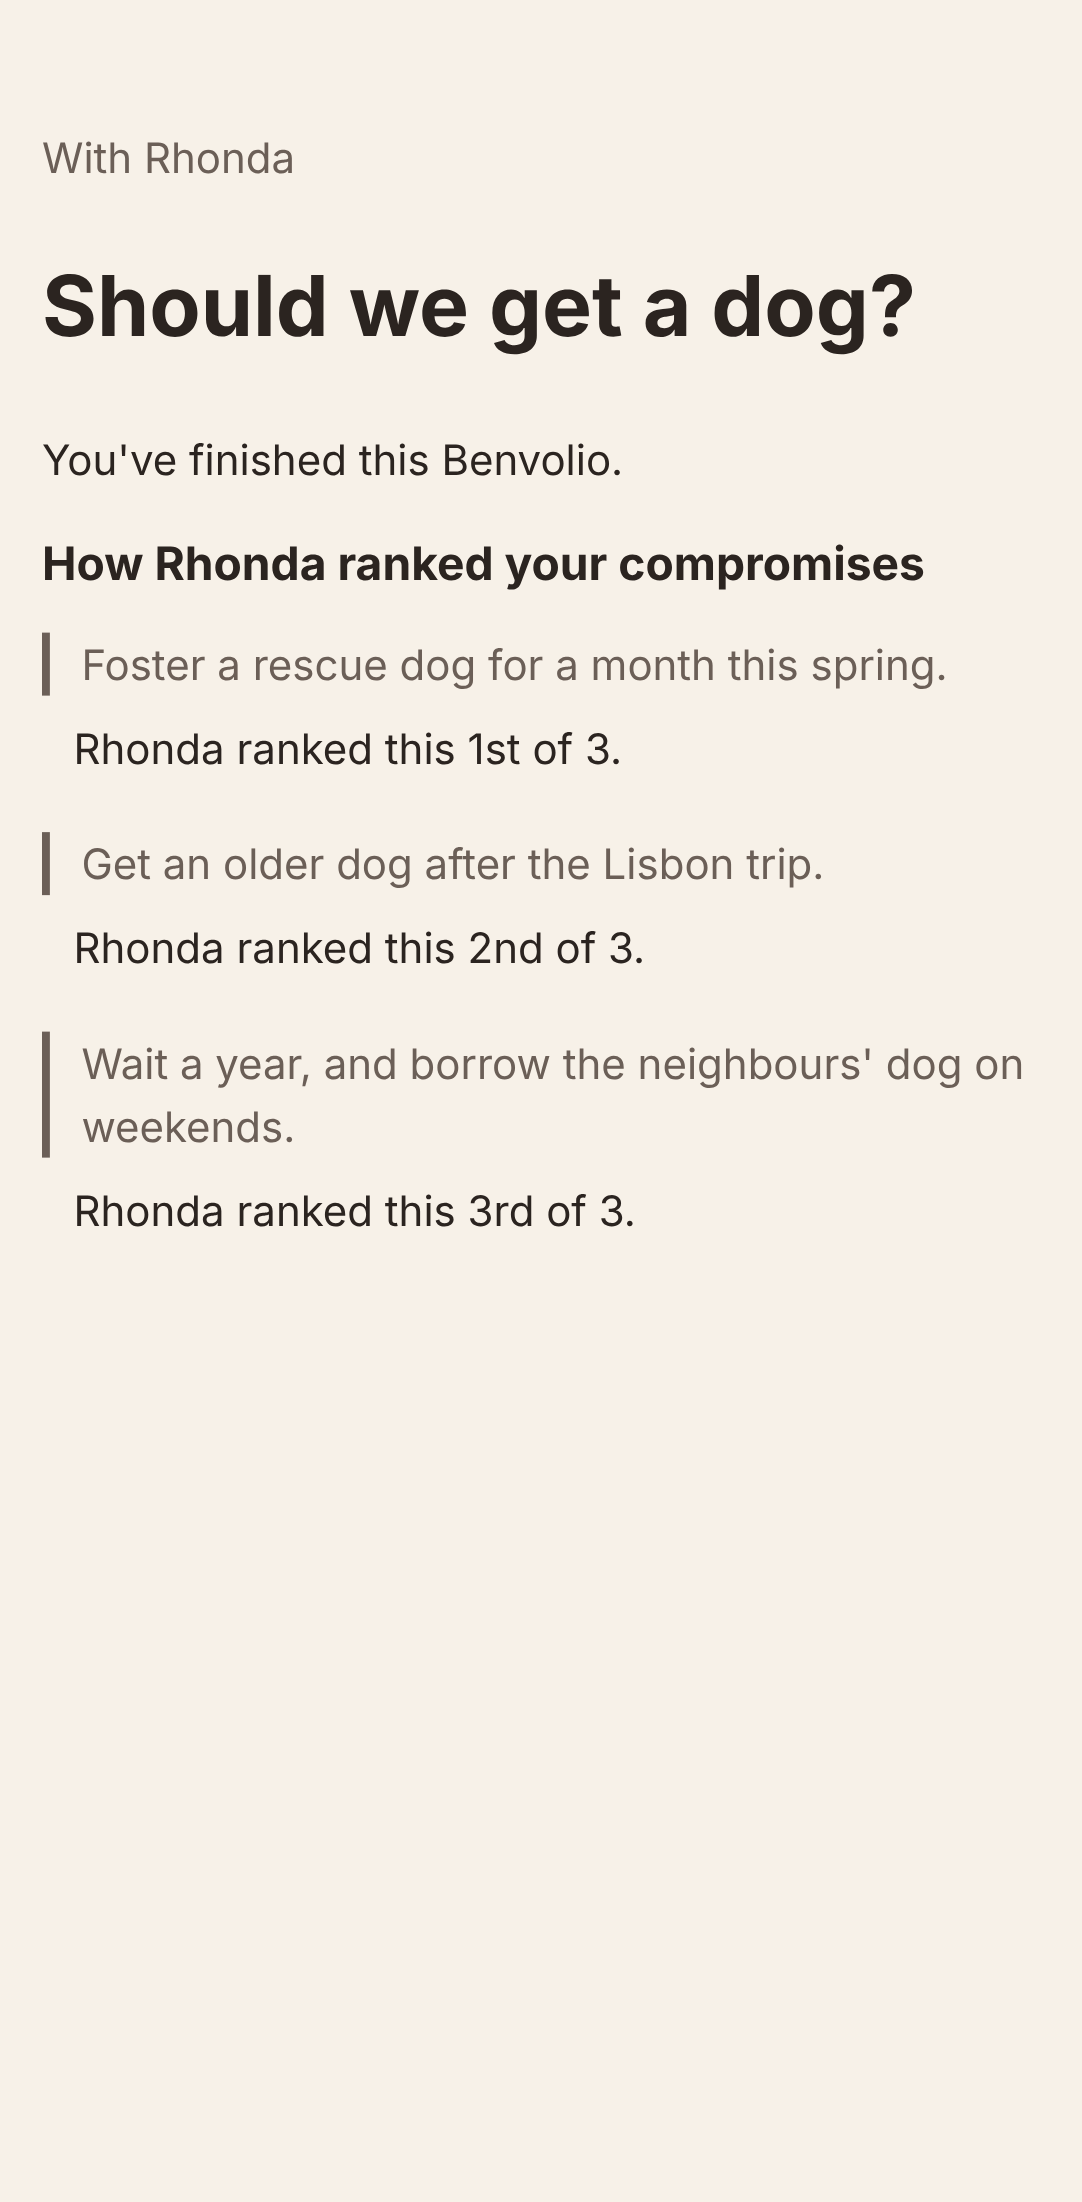 With Rhonda
Should we get a dog?
You've finished this Benvolio.
How Rhonda ranked your compromises
Foster a rescue dog for a month this spring.
Rhonda ranked this 1st of 3.
Get an older dog after the Lisbon trip.
Rhonda ranked this 2nd of 3.
Wait a year, and borrow the neighbours' dog on
weekends.
Rhonda ranked this 3rd of 3.